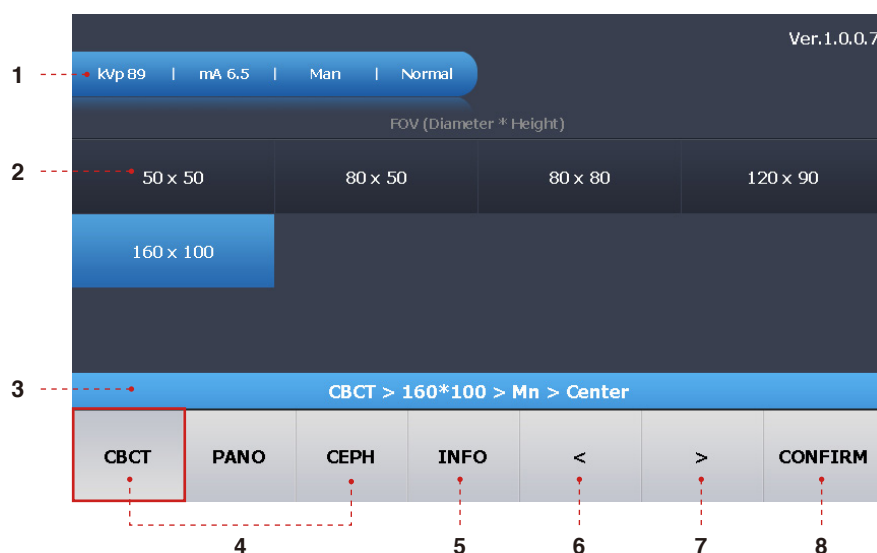 Ver.1.0.0.7
1
kVp 89 | mA 6.5 | Man | Normal
FOV (Diameter * Height)
2
50 x 50 80 x 50 80 x 80 120 x 90
160 x 100
3
CBCT > 160*100 > Mn > Center
CBCT PANO CEPH INFO < > CONFIRM
4 5 6 7 8